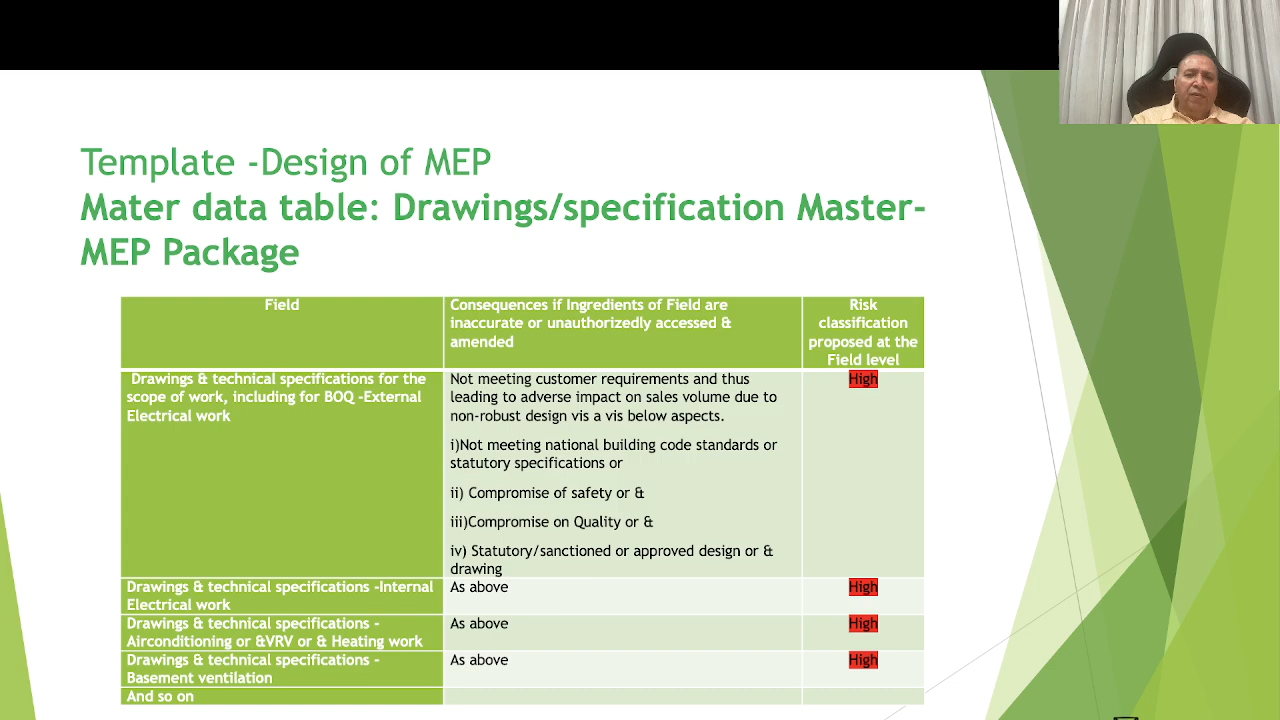 Template -Design of MEP
Mater data table: Drawings/specification Master-
MEP Package
Field
Consequences if Ingredients of Field are
inaccurate or unauthorizedly accessed &
amended
Risk
classification
proposed at the
Field level
Drawings & technical specifications for the
scope of work, including for BOQ -External
Electrical work
Not meeting customer requirements and thus
leading to adverse impact on sales volume due to
non-robust design vis a vis below aspects.
i)Not meeting national building code standards or
statutory specifications or
ii) Compromise of safety or &
iii)Compromise on Quality or &
iv) Statutory/sanctioned or approved design or &
drawing
High
Drawings & technical specifications -Internal
Electrical work
As above
High
Drawings & technical specifications -
Airconditioning or &VRV or & Heating work
As above
High
Drawings & technical specifications -
Basement ventilation
As above
High
And so on